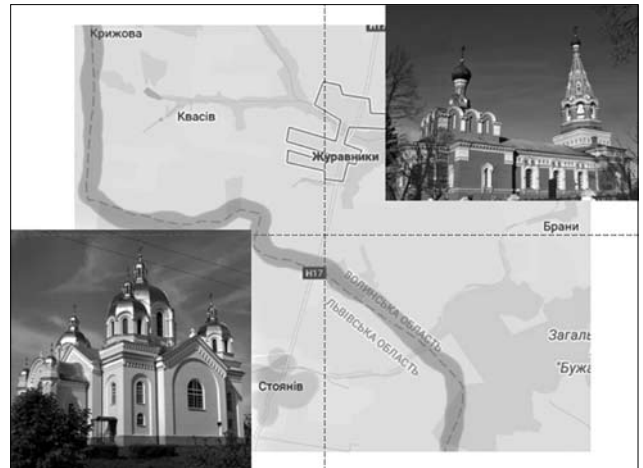 Крижова
Квасів
Журавники
Брани
Н17
ВОЛИНСЬКА ОБЛАСТЬ
ЛЬВІВСЬКА ОБЛАСТЬ
Загаль
Стоянів
"Бужа